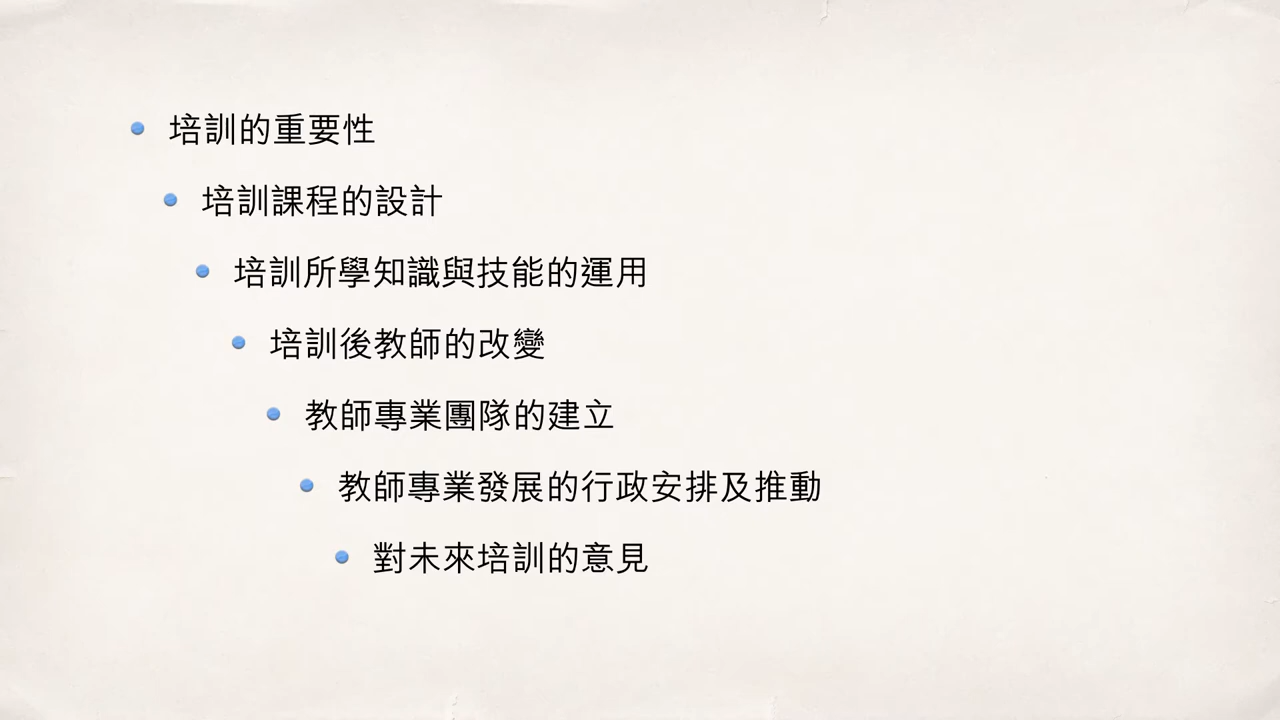 培訓的重要性
培訓課程的設計
培訓所學知識與技能的運用
培訓後教師的改變
教師專業團隊的建立
教師專業發展的行政安排及推動
對未來培訓的意見